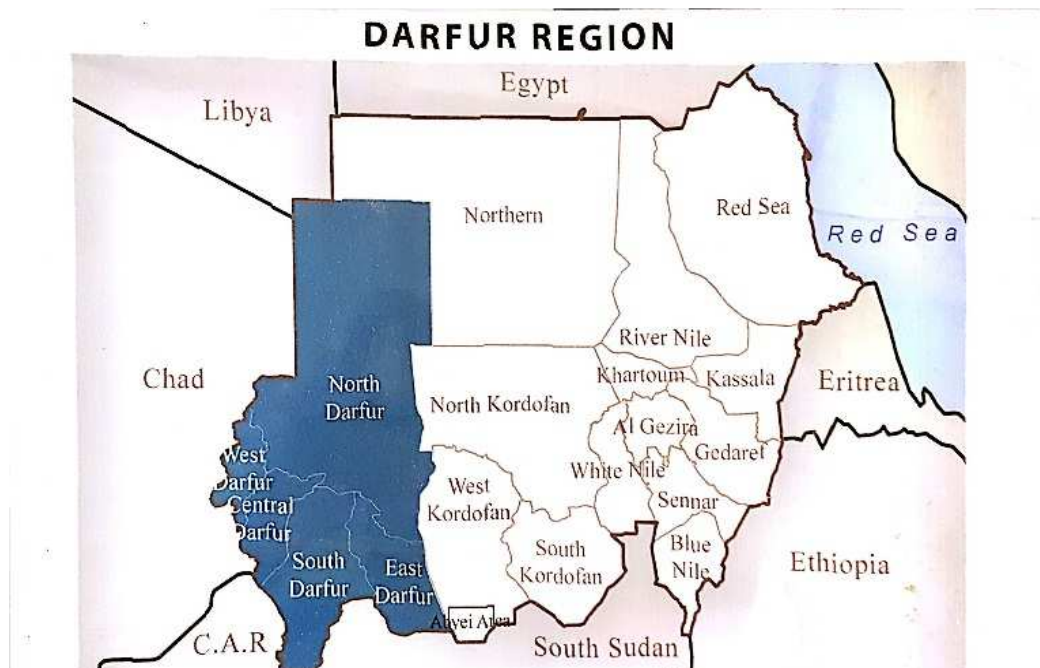 DARFUR REGION
Egypt
Libya
Northern
Red Sea
Red Sea
River Nile
Chad
North
Darfur
North Kordofan
Khartoum
Kassala
Eritrea
Al Gezira
Gedaref
West
Darfur
White Nile
West
Kordofan
Central
Darfur
Sennar
South
Darfur
East
Darfur
South
Kordofan
Blue
Nile
Ethiopia
Abyei Area
C.A.R
South Sudan